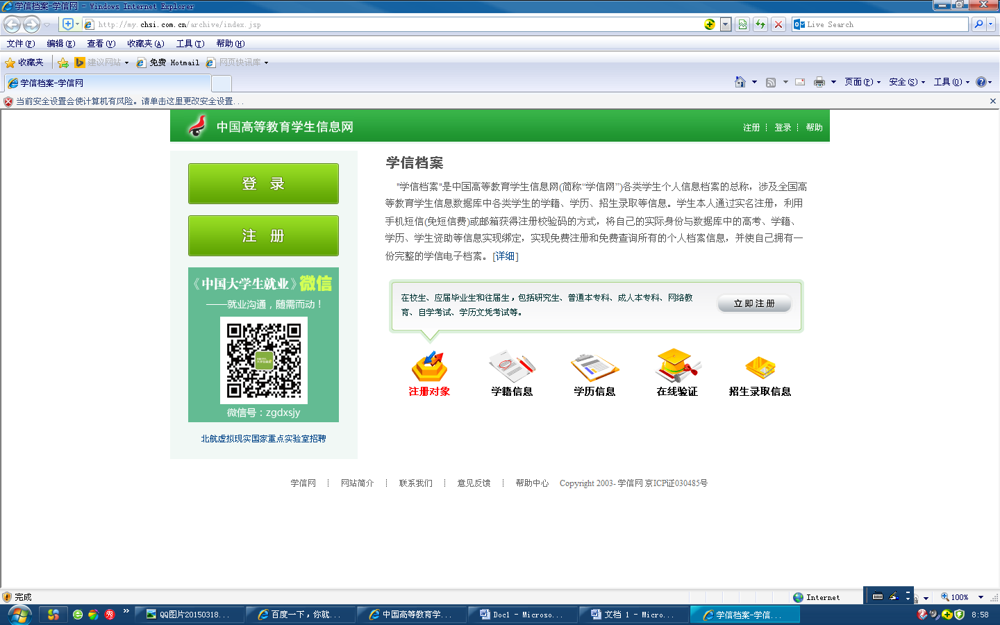 学信档案-学信网 - Windows Internet Explorer
http://my.chsi.com.cn/archive/index.jsp
Live Search
文件(F) 编辑(E) 查看(V) 收藏夹(A) 工具(T) 帮助(H)
收藏夹 建议网站 免费 Hotmail 网页快讯库
学信档案-学信网
页面(P) 安全(S) 工具(O)
当前安全设置会使计算机有风险。请单击这里更改安全设置...
中国高等教育学生信息网
注册 登录 帮助
登 录
注 册
《中国大学生就业》微信
——就业沟通，随需而动！
微信号：zgdxsjy
北航虚拟现实国家重点实验室招聘
学信档案
"学信档案"是中国高等教育学生信息网(简称“学信网”)各类学生个人信息档案的总称，涉及全国高
等教育学生信息数据库中各类学生的学籍、学历、招生录取等信息。学生本人通过实名注册，利用
手机短信(免短信费)或邮箱获得注册校验码的方式，将自己的实际身份与数据库中的高考、学籍、
学历、学生资助等信息实现绑定，实现免费注册和免费查询所有的个人档案信息，并使自己拥有一
份完整的学信电子档案。[详细]
在校生、应届毕业生和往届生，包括研究生、普通本专科、成人本专科、网络教
育、自学考试、学历文凭考试等。
立即注册
注册对象 学籍信息 学历信息 在线验证 招生录取信息
学信网 网站简介 联系我们 意见反馈 帮助中心 Copyright 2003- 学信网 京ICP证030485号
完成
Internet
100%
QQ图片20150318...
百度一下，你就...
中国高等教育学...
Doc1 - Microso...
文档 1 - Micro...
学信档案-学信...
8:58